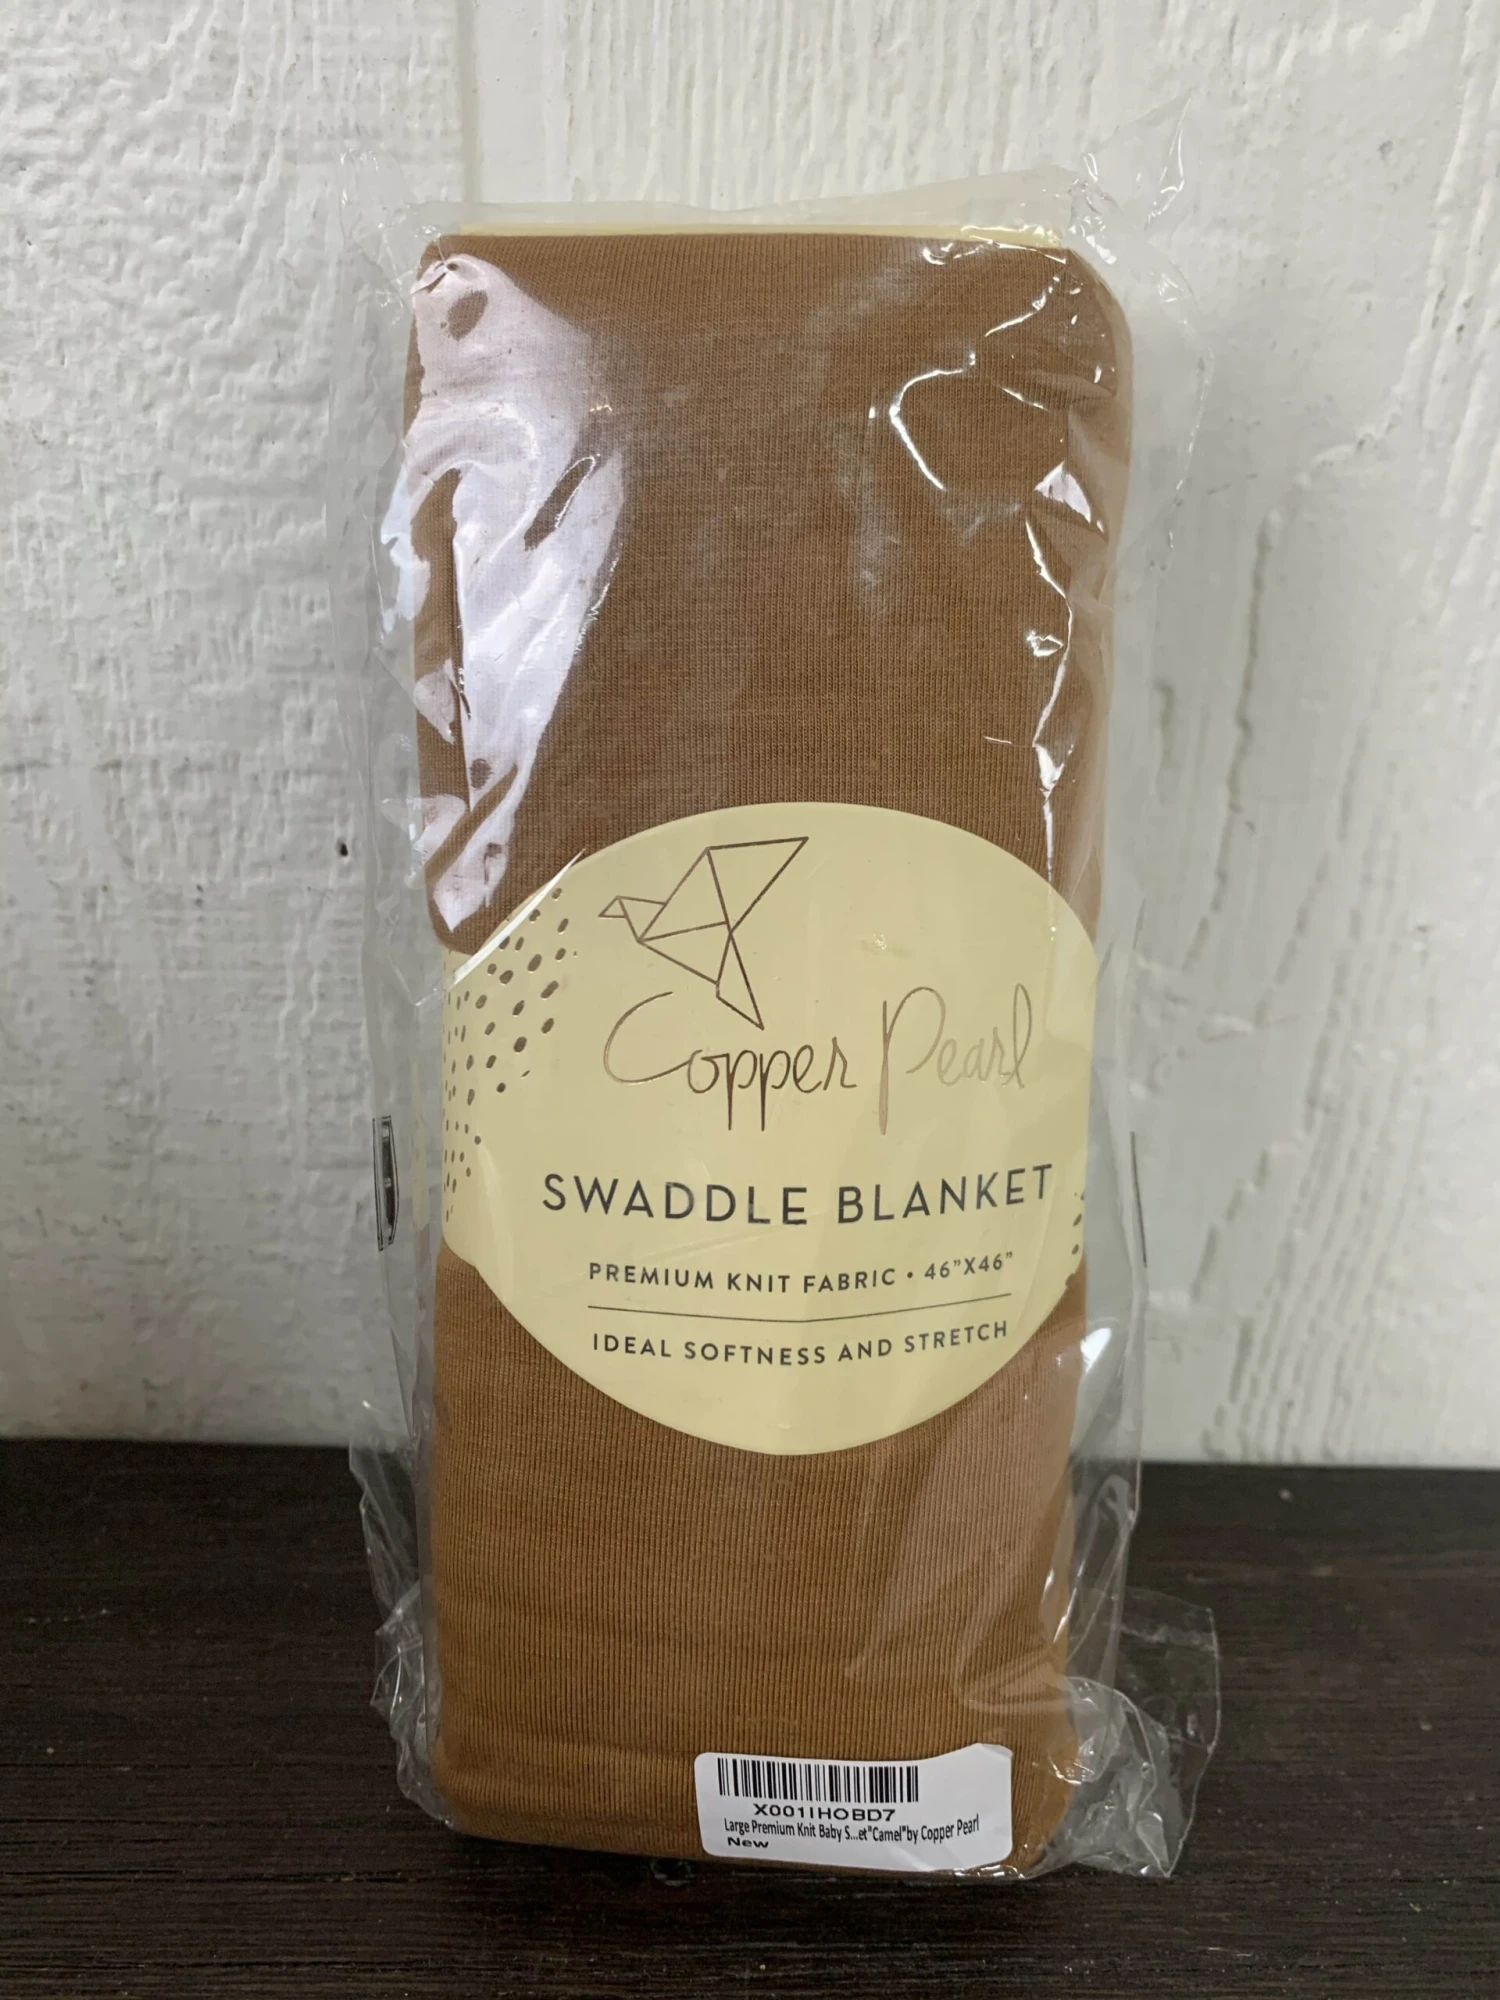 Copper Pearl
SWADDLE BLANKET
PREMIUM KNIT FABRIC • 46"X46"
IDEAL SOFTNESS AND STRETCH
X001IHOBD7
Large Premium Knit Baby S...et"Camel"by Copper Pearl
New